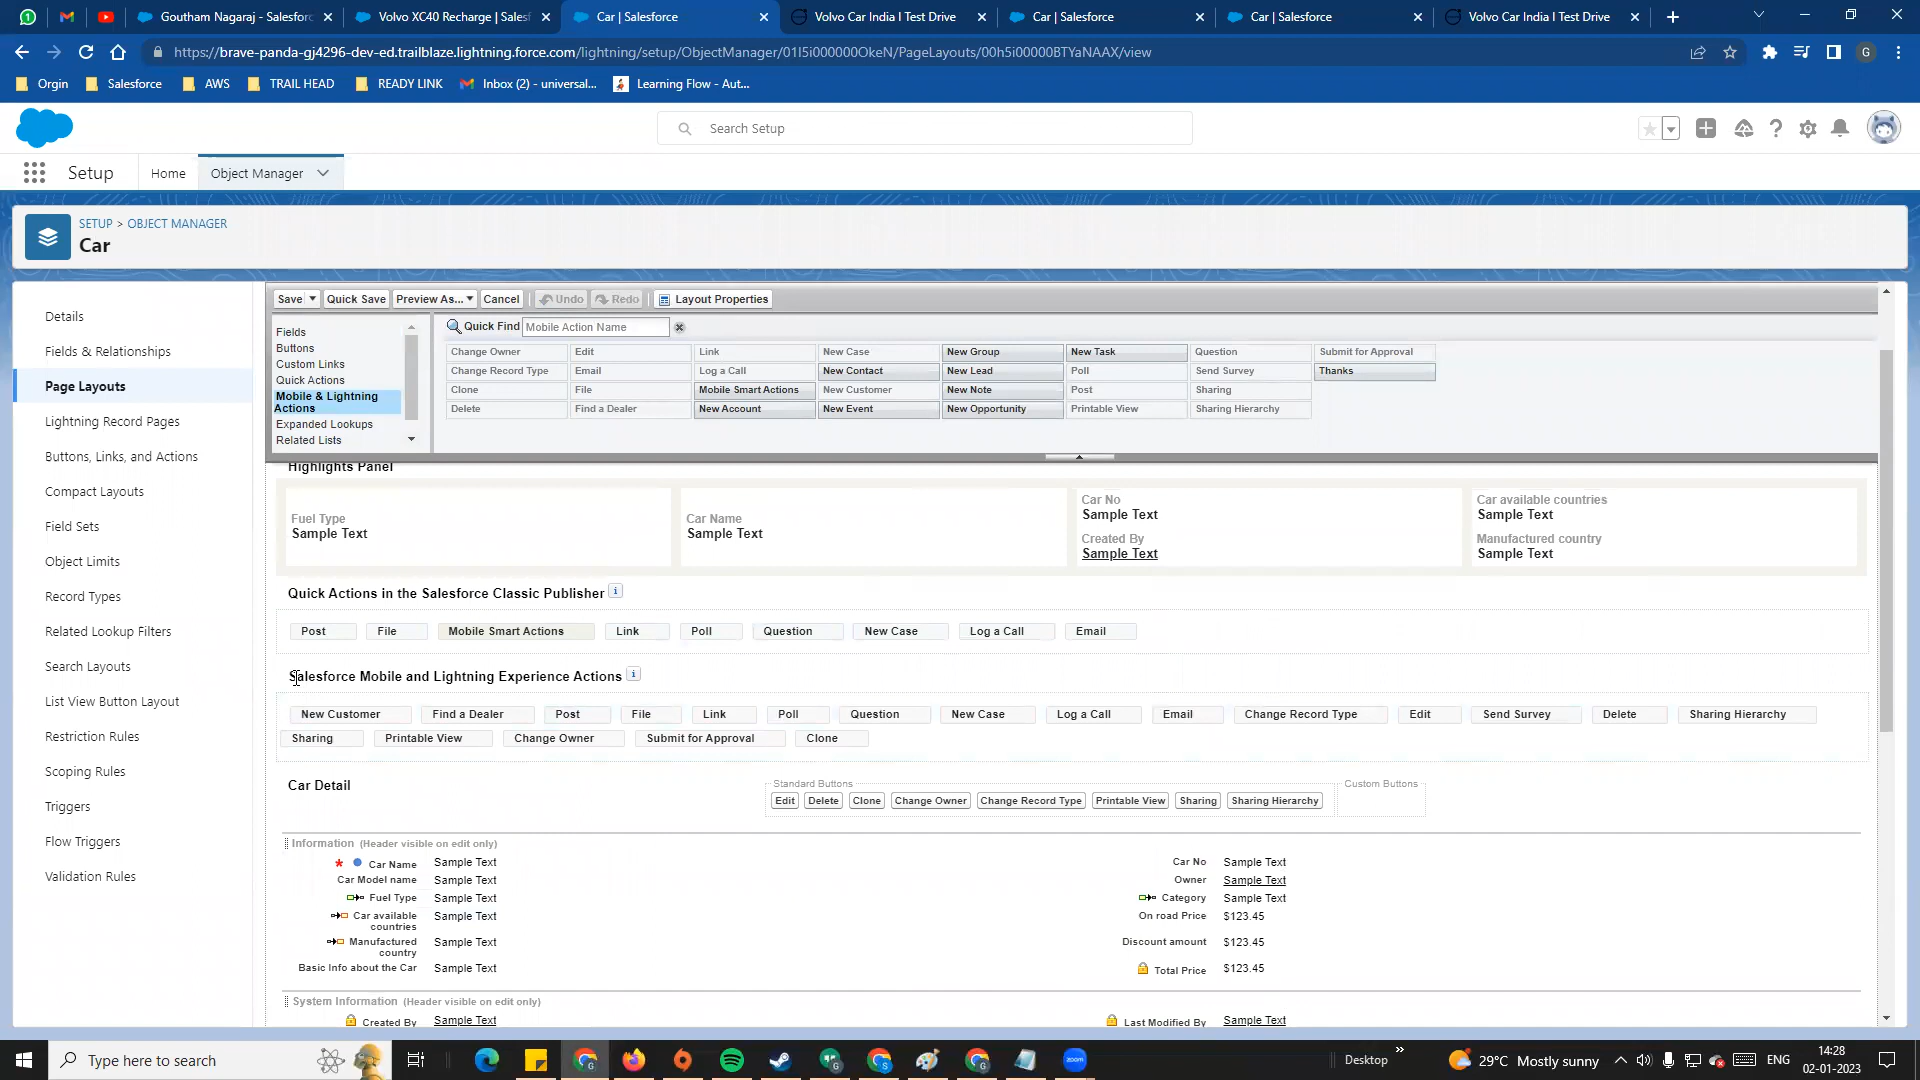 Goutham Nagaraj - Salesforc
Volvo XC40 Recharge | Salesf
Car | Salesforce
Volvo Car India I Test Drive
Car | Salesforce
Car | Salesforce
Volvo Car India I Test Drive
https://brave-panda-gj4296-dev-ed.trailblaze.lightning.force.com/lightning/setup/ObjectManager/01I5i000000OkeN/PageLayouts/00h5i00000BTYaNAAX/view
G
Orgin
Salesforce
AWS
TRAIL HEAD
READY LINK
Inbox (2) - universal...
Learning Flow - Aut...
Search Setup
Setup
Home
Object Manager
SETUP > OBJECT MANAGER
Car
Details
Fields & Relationships
Page Layouts
Lightning Record Pages
Buttons, Links, and Actions
Compact Layouts
Field Sets
Object Limits
Record Types
Related Lookup Filters
Search Layouts
List View Button Layout
Restriction Rules
Scoping Rules
Triggers
Flow Triggers
Validation Rules
Save
Quick Save
Preview As...
Cancel
Undo
Redo
Layout Properties
Fields
Buttons
Custom Links
Quick Actions
Mobile & Lightning
Actions
Expanded Lookups
Related Lists
Quick Find
Mobile Action Name
Change Owner Edit Link New Case New Group New Task Question Submit for Approval
Change Record Type Email Log a Call New Contact New Lead Poll Send Survey Thanks
Clone File Mobile Smart Actions New Customer New Note Post Sharing
Delete Find a Dealer New Account New Event New Opportunity Printable View Sharing Hierarchy
Highlights Panel
Fuel Type
Sample Text
Car Name
Sample Text
Car No
Sample Text
Created By
Sample Text
Car available countries
Sample Text
Manufactured country
Sample Text
Quick Actions in the Salesforce Classic Publisher
Post File Mobile Smart Actions Link Poll Question New Case Log a Call Email
Salesforce Mobile and Lightning Experience Actions
New Customer Find a Dealer Post File Link Poll Question New Case Log a Call Email Change Record Type Edit Send Survey Delete Sharing Hierarchy
Sharing Printable View Change Owner Submit for Approval Clone
Car Detail
Standard Buttons
Edit Delete Clone Change Owner Change Record Type Printable View Sharing Sharing Hierarchy
Custom Buttons
Information (Header visible on edit only)
* Car Name Sample Text
Car Model name Sample Text
Fuel Type Sample Text
Car available
countries Sample Text
Manufactured
country Sample Text
Basic Info about the Car Sample Text
Car No Sample Text
Owner Sample Text
Category Sample Text
On road Price $123.45
Discount amount $123.45
Total Price $123.45
System Information (Header visible on edit only)
Created By Sample Text
Last Modified By Sample Text
Type here to search
Desktop
29°C Mostly sunny
ENG
14:28
02-01-2023